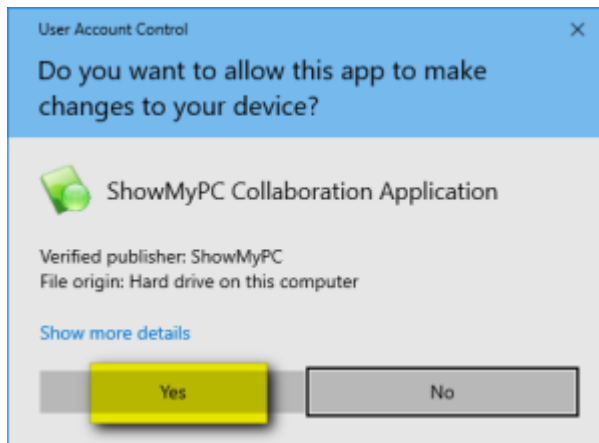 User Account Control
Do you want to allow this app to make
changes to your device?
ShowMyPC Collaboration Application
Verified publisher: ShowMyPC
File origin: Hard drive on this computer
Show more details
Yes
No